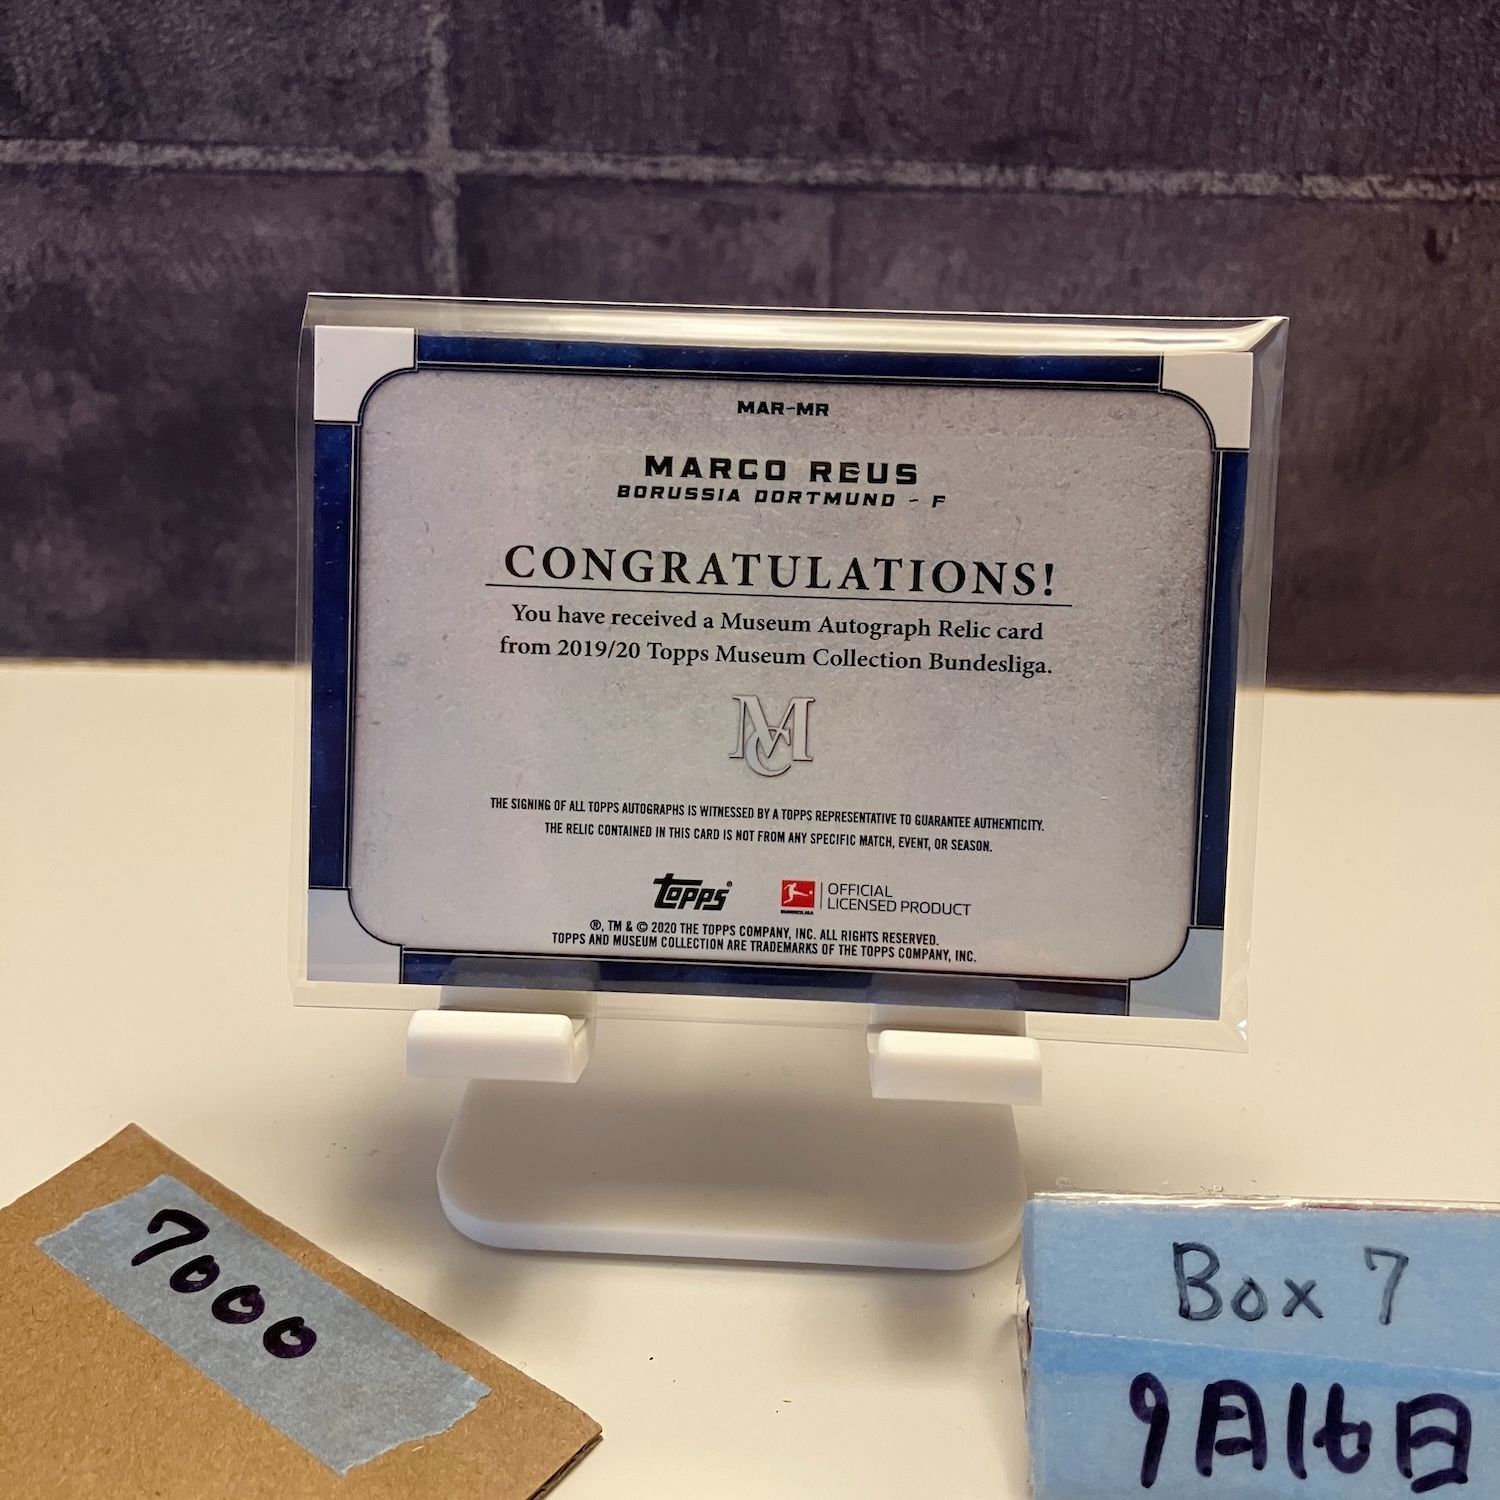 MAR-MR
MARCO REUS
BORUSSIA DORTMUND - F
CONGRATULATIONS!
You have received a Museum Autograph Relic card
from 2019/20 Topps Museum Collection Bundesliga.
MC
THE SIGNING OF ALL TOPPS AUTOGRAPHS IS WITNESSED BY A TOPPS REPRESENTATIVE TO GUARANTEE AUTHENTICITY.
THE RELIC CONTAINED IN THIS CARD IS NOT FROM ANY SPECIFIC MATCH, EVENT, OR SEASON.
topps®
BUNDESLIGA
OFFICIAL
LICENSED PRODUCT
®, TM & © 2020 THE TOPPS COMPANY, INC. ALL RIGHTS RESERVED.
TOPPS AND MUSEUM COLLECTION ARE TRADEMARKS OF THE TOPPS COMPANY, INC.
7000
Box 7
9月16日